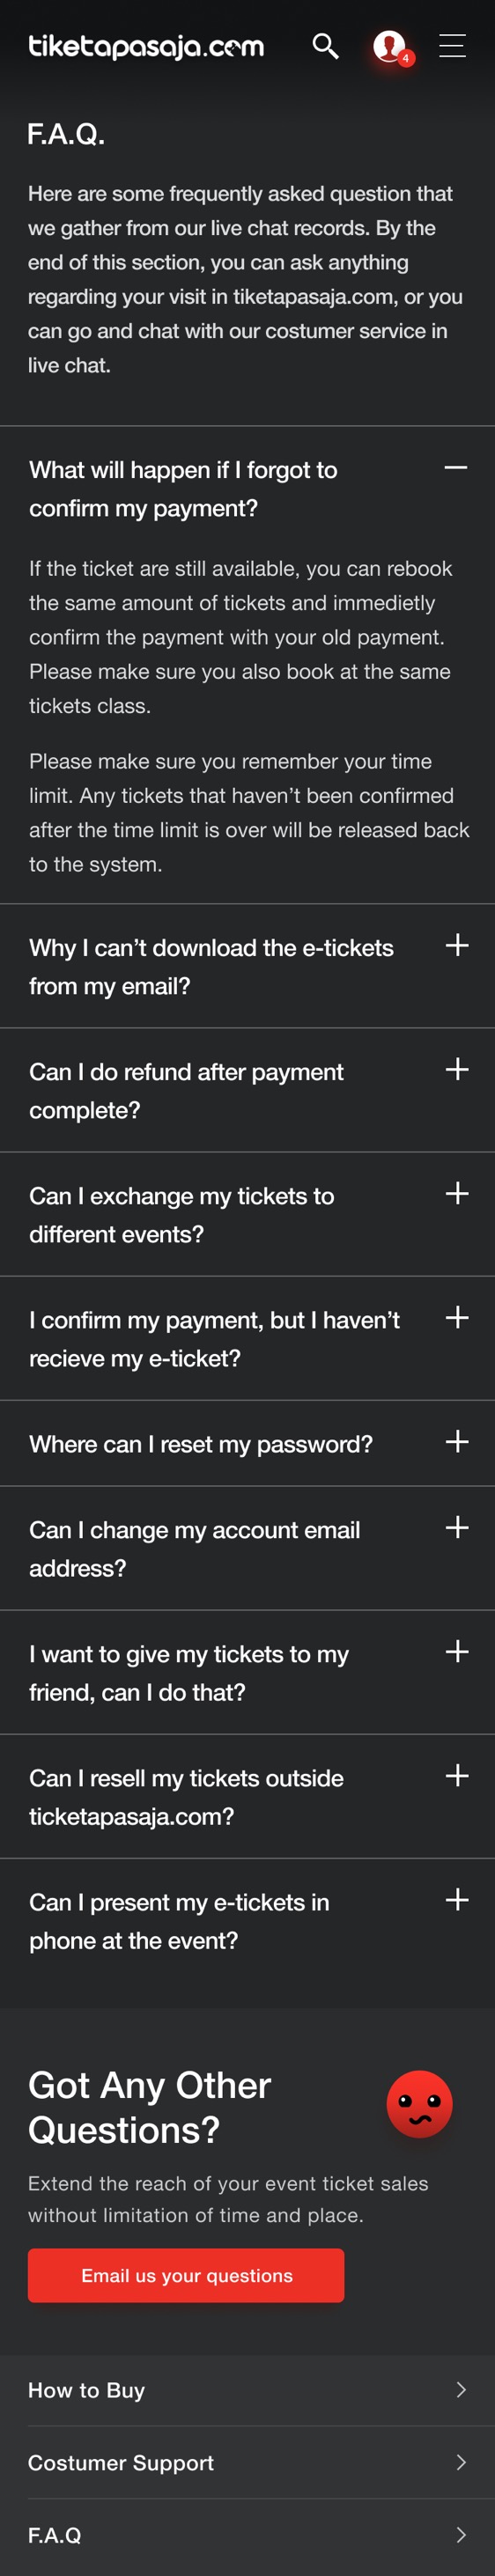 tiketapasaja.com
4
F.A.Q.
Here are some frequently asked question that
we gather from our live chat records. By the
end of this section, you can ask anything
regarding your visit in tiketapasaja.com, or you
can go and chat with our costumer service in
live chat.
What will happen if I forgot to
confirm my payment?
If the ticket are still available, you can rebook
the same amount of tickets and immedietly
confirm the payment with your old payment.
Please make sure you also book at the same
tickets class.
Please make sure you remember your time
limit. Any tickets that haven’t been confirmed
after the time limit is over will be released back
to the system.
Why I can’t download the e-tickets
from my email?
Can I do refund after payment
complete?
Can I exchange my tickets to
different events?
I confirm my payment, but I haven’t
recieve my e-ticket?
Where can I reset my password?
Can I change my account email
address?
I want to give my tickets to my
friend, can I do that?
Can I resell my tickets outside
ticketapasaja.com?
Can I present my e-tickets in
phone at the event?
Got Any Other
Questions?
Extend the reach of your event ticket sales
without limitation of time and place.
Email us your questions
How to Buy
Costumer Support
F.A.Q